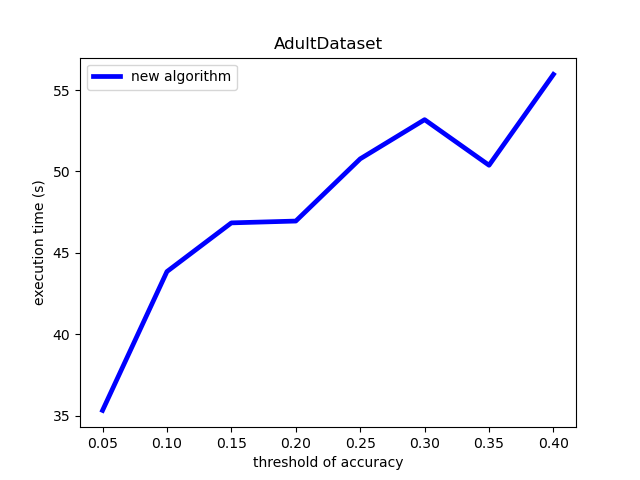 AdultDataset
new algorithm
execution time (s)
55
50
45
40
35
0.05 0.10 0.15 0.20 0.25 0.30 0.35 0.40
threshold of accuracy